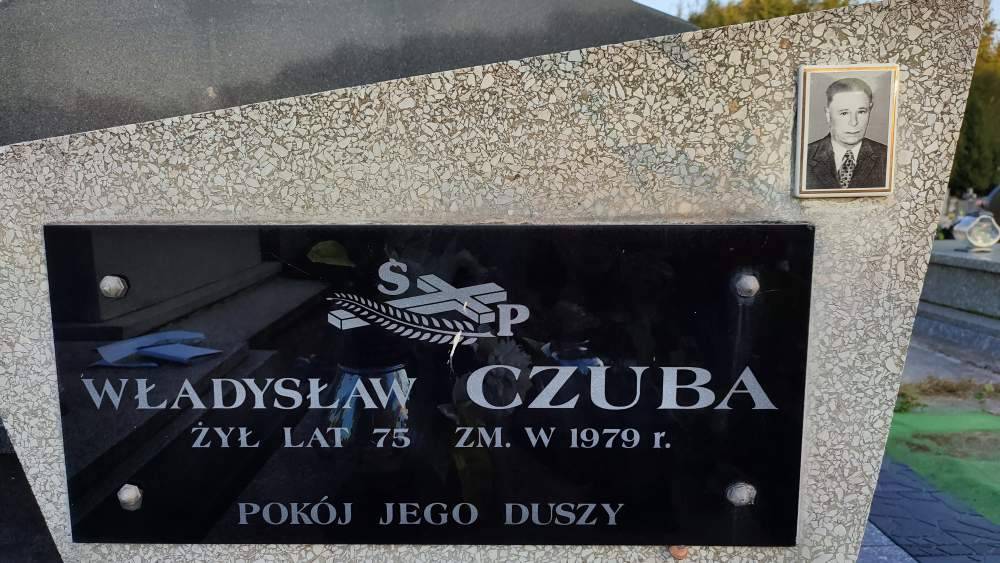 S P
WŁADYSŁAW CZUBA
ŻYŁ LAT 75 ZM. W 1979 r.
POKÓJ JEGO DUSZY